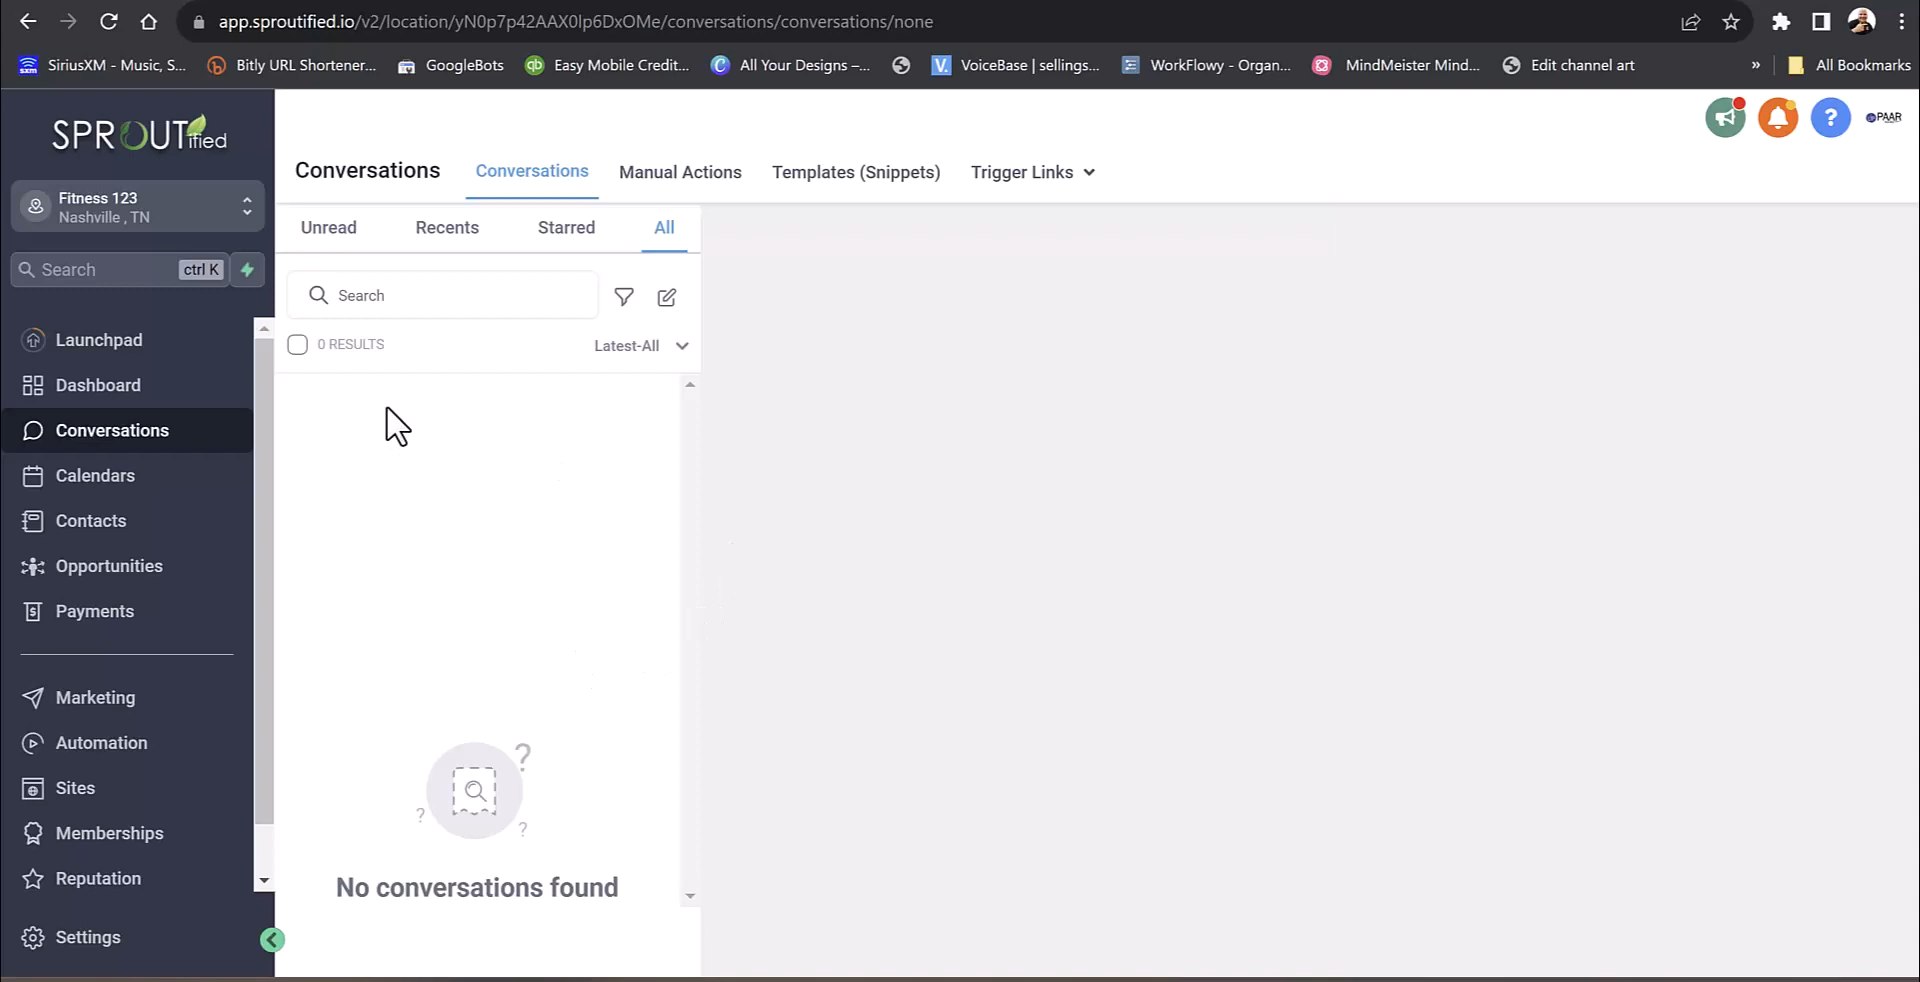 app.sproutified.io/v2/location/yN0p7p42AAX0lp6DxOMe/conversations/conversations/none
SiriusXM - Music, S...
Bitly URL Shortener...
GoogleBots
Easy Mobile Credit...
All Your Designs –...
VoiceBase | sellings...
WorkFlowy - Organ...
MindMeister Mind...
Edit channel art
»
All Bookmarks
SPROUTified
Fitness 123
Nashville , TN
Search
ctrl K
Launchpad
Dashboard
Conversations
Calendars
Contacts
Opportunities
Payments
Marketing
Automation
Sites
Memberships
Reputation
Settings
?
PAAR
Conversations
Conversations
Manual Actions
Templates (Snippets)
Trigger Links
Unread
Recents
Starred
All
Search
0 RESULTS
Latest-All
?
?
?
No conversations found